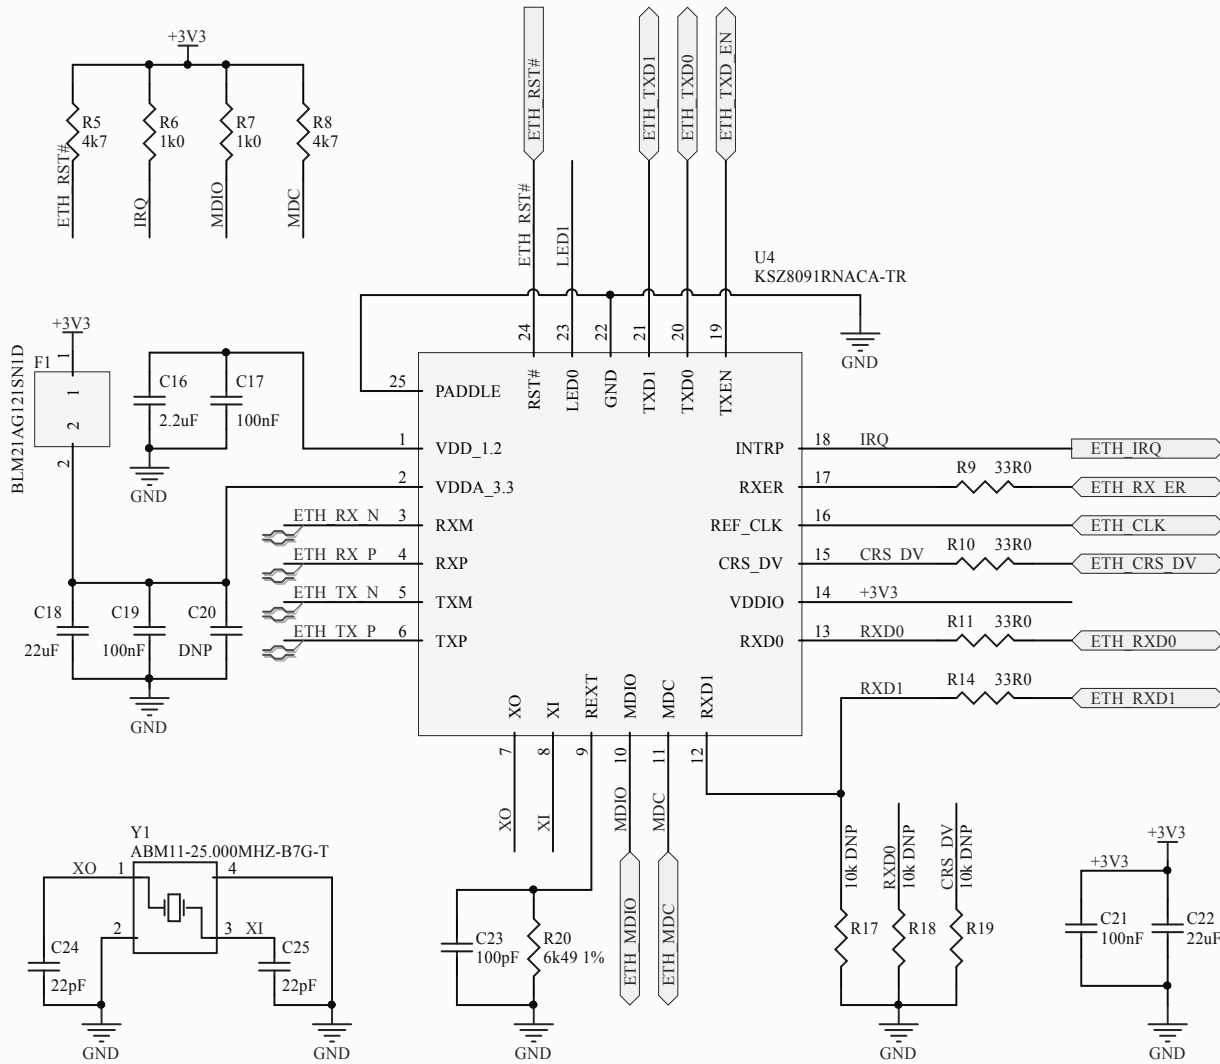 +3V3
R5
4k7
R6
1k0
R7
1k0
R8
4k7
ETH_RST#
IRQ
MDIO
MDC
ETH_RST#
ETH_TXD1
ETH_TXD0
ETH_TXD_EN
ETH_RST#
LED1
U4
KSZ8091RNACA-TR
24
23
22
21
20
19
GND
RST#
LED0
GND
TXD1
TXD0
TXEN
+3V3
1
F1
1
2
BLM21AG121SN1D
2
C16
2.2uF
C17
100nF
GND
25
PADDLE
1
VDD_1.2
2
VDDA_3.3
ETH_RX_N
3
RXM
ETH_RX_P
4
RXP
ETH_TX_N
5
TXM
ETH_TX_P
6
TXP
INTRP
18
IRQ
ETH_IRQ
RXER
17
R9
33R0
ETH_RX_ER
REF_CLK
16
ETH_CLK
CRS_DV
15
CRS_DV
R10
33R0
ETH_CRS_DV
VDDIO
14
+3V3
RXD0
13
RXD0
R11
33R0
ETH_RXD0
RXD1
R14
33R0
ETH_RXD1
C18
22uF
C19
100nF
C20
DNP
GND
XO
XI
REXT
MDIO
MDC
RXD1
7
8
9
10
11
12
XO
XI
MDIO
MDC
ETH_MDIO
ETH_MDC
Y1
ABM11-25.000MHZ-B7G-T
XO
1
4
2
3
XI
C24
22pF
C25
22pF
GND
GND
C23
100pF
R20
6k49 1%
GND
10k DNP
RXD0
10k DNP
CRS_DV
10k DNP
R17
R18
R19
GND
+3V3
+3V3
C21
100nF
C22
22uF
GND